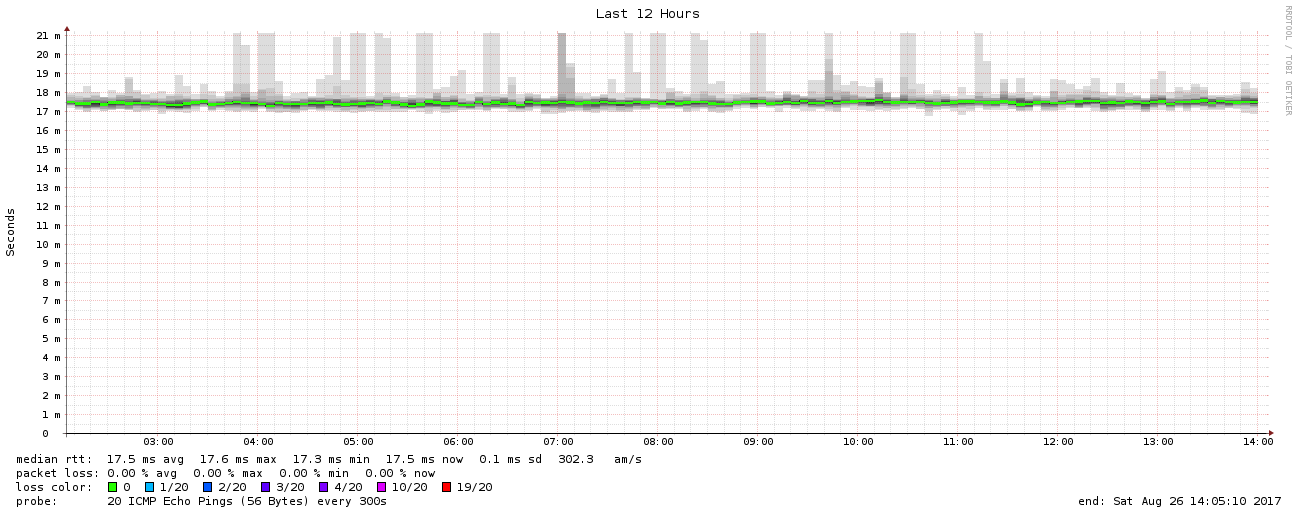 Last 12 Hours
RRDTOOL / TOBI OETIKER
Seconds
21 m
20 m
19 m
18 m
17 m
16 m
15 m
14 m
13 m
12 m
11 m
10 m
9 m
8 m
7 m
6 m
5 m
4 m
3 m
2 m
1 m
0
03:00 04:00 05:00 06:00 07:00 08:00 09:00 10:00 11:00 12:00 13:00 14:00
median rtt: 17.5 ms avg 17.6 ms max 17.3 ms min 17.5 ms now 0.1 ms sd 302.3 am/s
packet loss: 0.00 % avg 0.00 % max 0.00 % min 0.00 % now
loss color: 0 1/20 2/20 3/20 4/20 10/20 19/20
probe: 20 ICMP Echo Pings (56 Bytes) every 300s end: Sat Aug 26 14:05:10 2017